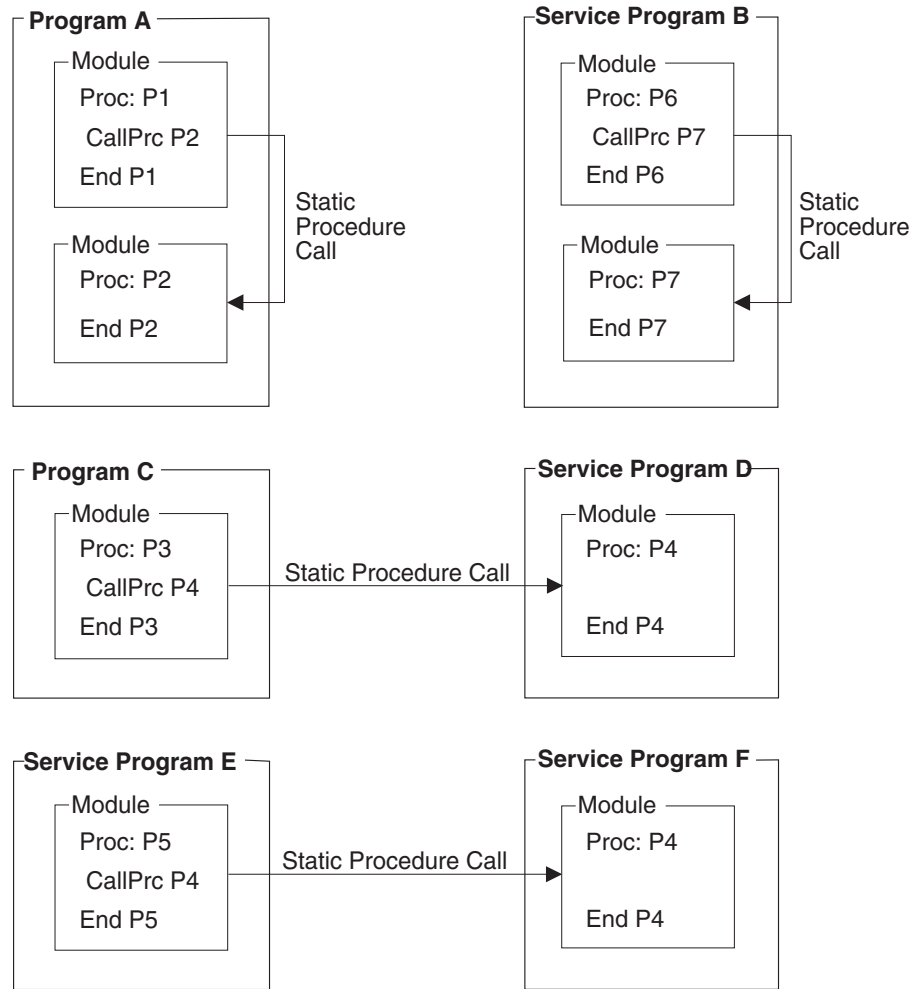 Program A
Module
Proc: P1
CallPrc P2
End P1
Static
Procedure
Call
Module
Proc: P2
End P2
Service Program B
Module
Proc: P6
CallPrc P7
End P6
Static
Procedure
Call
Module
Proc: P7
End P7
Program C
Module
Proc: P3
CallPrc P4
End P3
Static Procedure Call
Service Program D
Module
Proc: P4
End P4
Service Program E
Module
Proc: P5
CallPrc P4
End P5
Static Procedure Call
Service Program F
Module
Proc: P4
End P4